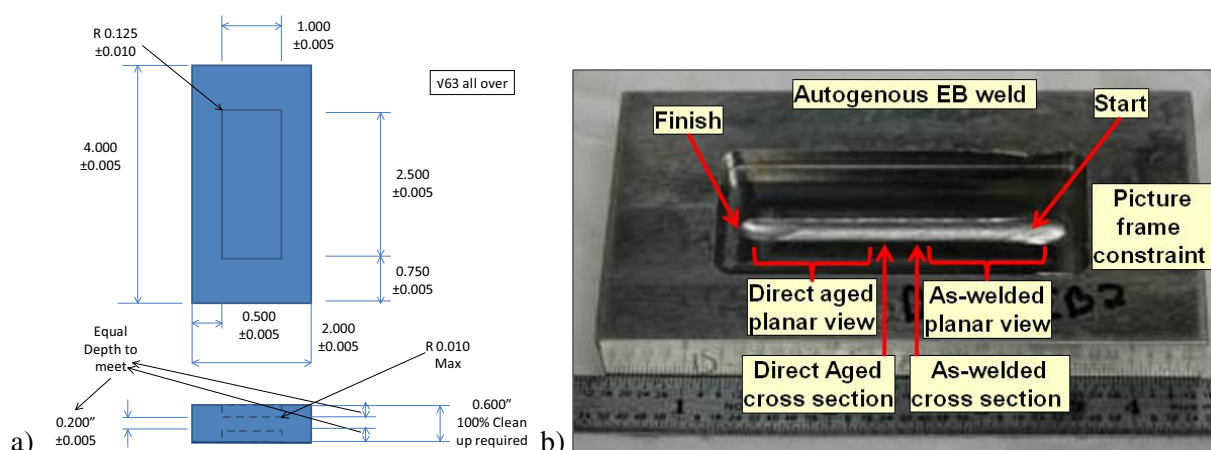 R 0.125
±0.010
1.000
±0.005
√63 all over
4.000
±0.005
2.500
±0.005
0.750
±0.005
0.500
±0.005
2.000
±0.005
Equal
Depth to
meet
R 0.010
Max
0.200”
±0.005
0.600”
100% Clean
up required
a)
b)
Autogenous EB weld
Finish
Start
Picture
frame
constraint
Direct aged
planar view
As-welded
planar view
Direct Aged
cross section
As-welded
cross section
1
4